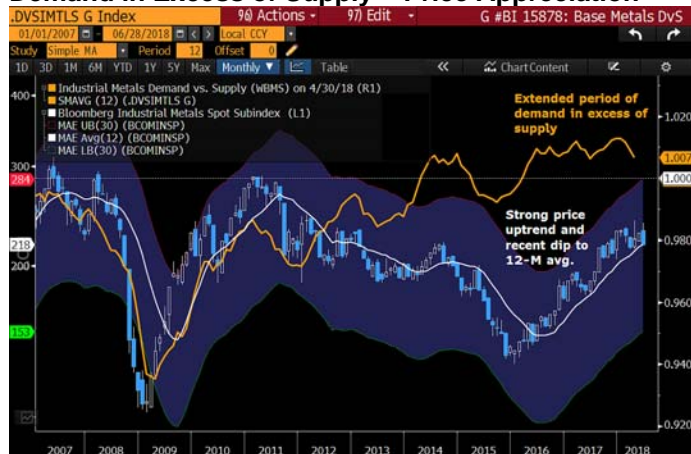 Demand in Excess of Supply = Price Appreciation
.DVSIMTLS G Index 96) Actions 97) Edit G #BI 15878: Base Metals DvS
01/01/2007 - 06/28/2018 Local CCY
Study Simple MA Period 12 Offset 0
1D 3D 1M 6M YTD 1Y 5Y Max Monthly ▼ Table « Chart Content
Industrial Metals Demand vs. Supply (WBMS) on 4/30/18 (R1)
SMAVG (12) (.DVSIMTLS G)
Bloomberg Industrial Metals Spot Subindex (L1)
MAE UB(30) (BCOMINSP)
MAE Avg(12) (BCOMINSP)
MAE LB(30) (BCOMINSP)
Extended period of
demand in excess of
supply
Strong price
uptrend and
recent dip to
12-M avg.
400
300
284
218
200
153
1.020
1.007
1.000
0.980
0.960
0.940
0.920
2007 2008 2009 2010 2011 2012 2013 2014 2015 2016 2017 2018